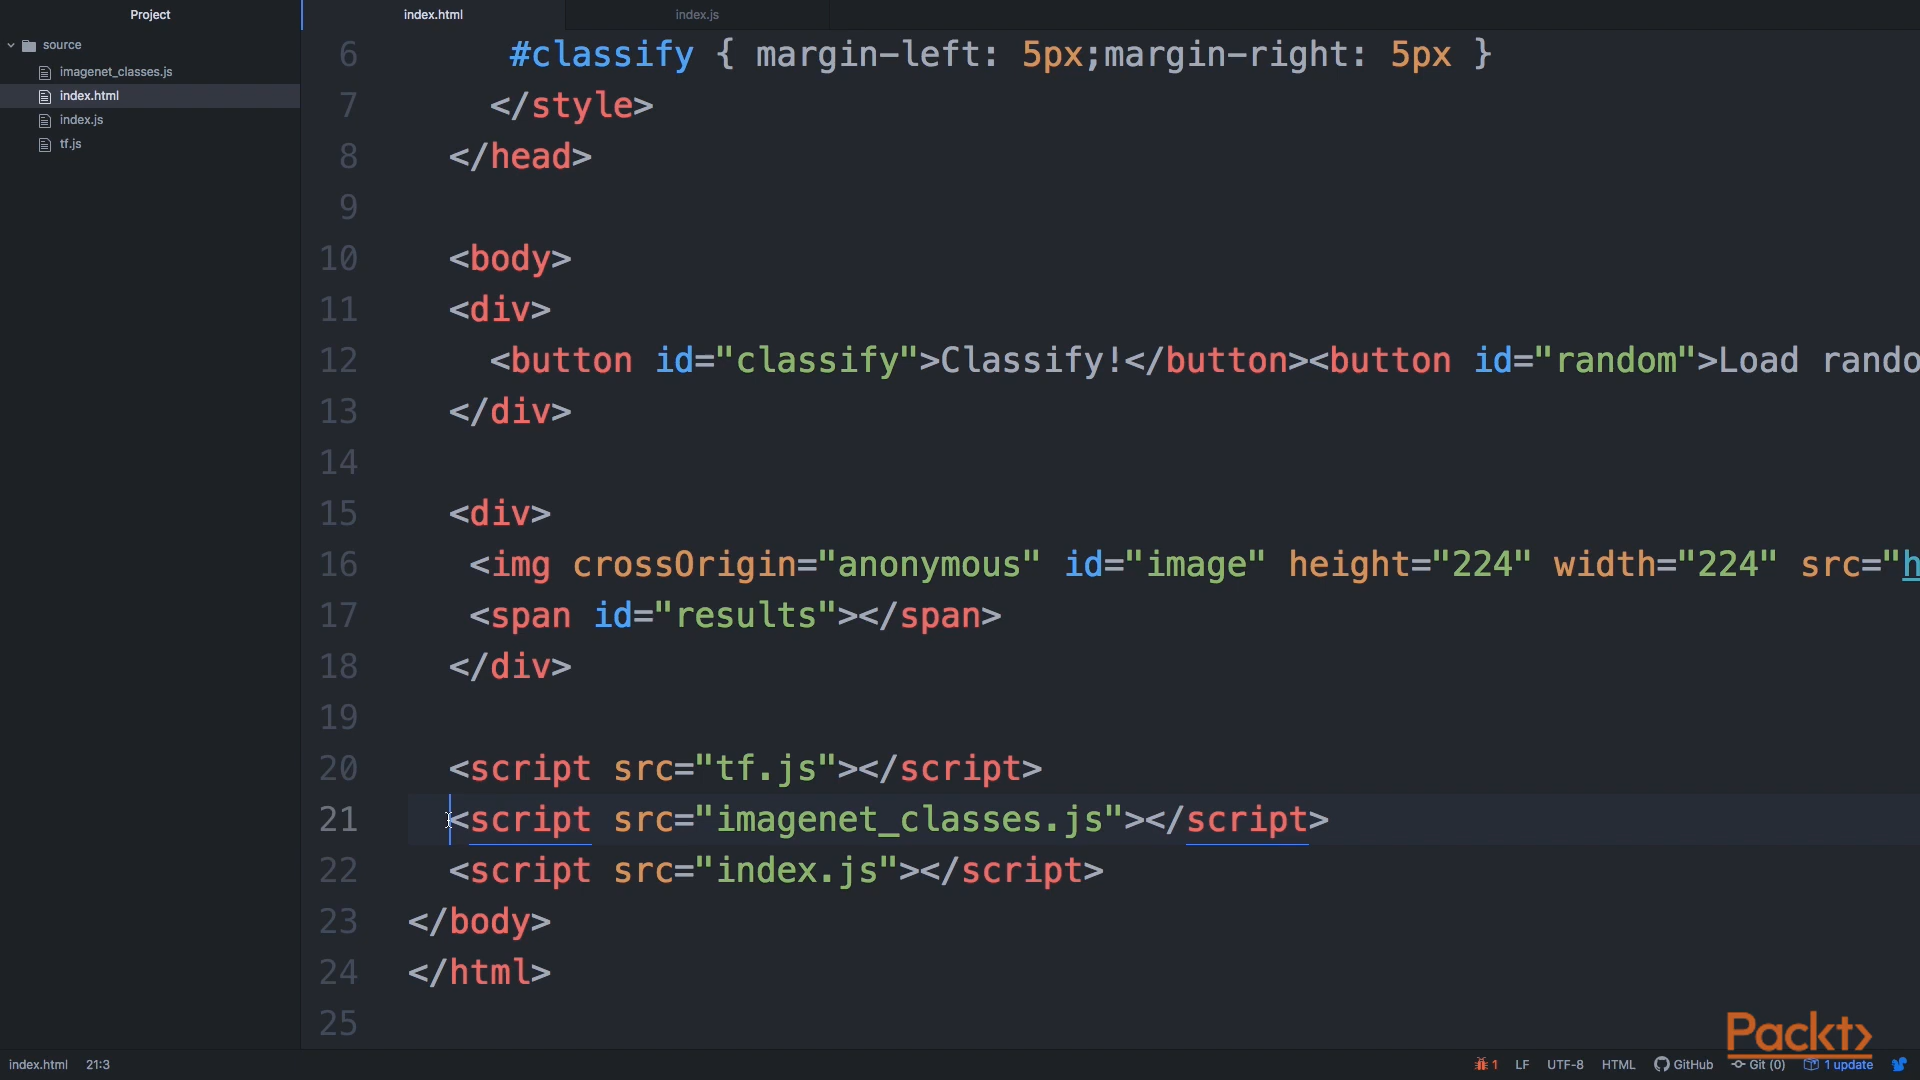 Project
index.html
index.js
source
imagenet_classes.js
index.html
index.js
tf.js
6 #classify { margin-left: 5px;margin-right: 5px }
7 </style>
8 </head>
9
10 <body>
11 <div>
12 <button id="classify">Classify!</button><button id="random">Load rando
13 </div>
14
15 <div>
16 <img crossOrigin="anonymous" id="image" height="224" width="224" src="h
17 <span id="results"></span>
18 </div>
19
20 <script src="tf.js"></script>
21 <script src="imagenet_classes.js"></script>
22 <script src="index.js"></script>
23 </body>
24 </html>
25
Packt>
index.html 21:3
1 LF UTF-8 HTML GitHub Git (0) 1 update